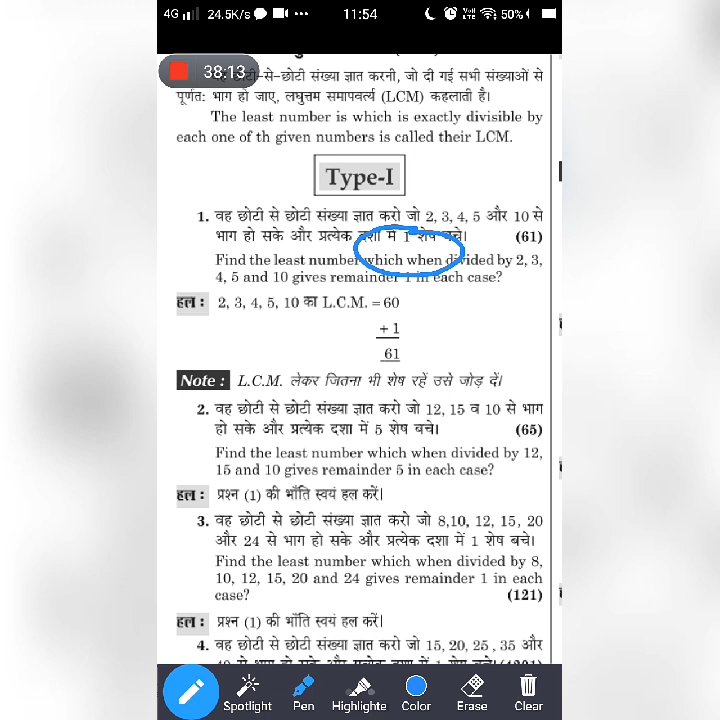 4G 24.5K/s 11:54 VoI LTE 50%
38:13
छोटी-से-छोटी संख्या ज्ञात करनी, जो दी गई सभी संख्याओं से
पूर्णत: भाग हो जाए, लघुत्तम समापवर्त्य (LCM) कहलाती है।
The least number is which is exactly divisible by
each one of th given numbers is called their LCM.
Type-I
1. वह छोटी से छोटी संख्या ज्ञात करो जो 2, 3, 4, 5 और 10 से
भाग हो सके और प्रत्येक दशा में 1 शेष बचे। (61)
Find the least number which when divided by 2, 3,
4, 5 and 10 gives remainder 1 in each case?
हल : 2, 3, 4, 5, 10 का L.C.M. = 60
+ 1
61
Note : L.C.M. लेकर जितना भी शेष रहें उसे जोड़ दें।
2. वह छोटी से छोटी संख्या ज्ञात करो जो 12, 15 व 10 से भाग
हो सके और प्रत्येक दशा में 5 शेष बचे। (65)
Find the least number which when divided by 12,
15 and 10 gives remainder 5 in each case?
हल : प्रश्न (1) की भाँति स्वयं हल करें।
3. वह छोटी से छोटी संख्या ज्ञात करो जो 8,10, 12, 15, 20
और 24 से भाग हो सके और प्रत्येक दशा में 1 शेष बचे।
Find the least number which when divided by 8,
10, 12, 15, 20 and 24 gives remainder 1 in each
case? (121)
हल : प्रश्न (1) की भाँति स्वयं हल करें।
4. वह छोटी से छोटी संख्या ज्ञात करो जो 15, 20, 25 , 35 और
से भाग हो सके और प्रत्येक दशा में 1 शेष बचे।
Spotlight Pen Highlighte Color Erase Clear